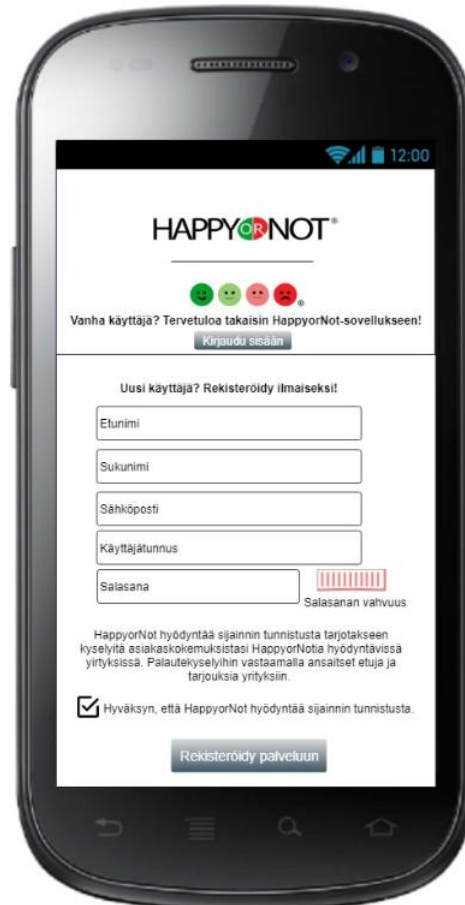 12:00
HAPPYORNOT®
®
Vanha käyttäjä? Tervetuloa takaisin HappyorNot-sovellukseen!
Kirjaudu sisään
Uusi käyttäjä? Rekisteröidy ilmaiseksi!
Etunimi
Sukunimi
Sähköposti
Käyttäjätunnus
Salasana
Salasanan vahvuus
HappyorNot hyödyntää sijainnin tunnistusta tarjotakseen
kyselyitä asiakaskokemuksistasi HappyorNotia hyödyntävissä
yirtyksissä. Palautekyselyihin vastaamalla ansaitset etuja ja
tarjouksia yrityksiin.
Hyväksyn, että HappyorNot hyödyntää sijainnin tunnistusta.
Rekisteröidy palveluun